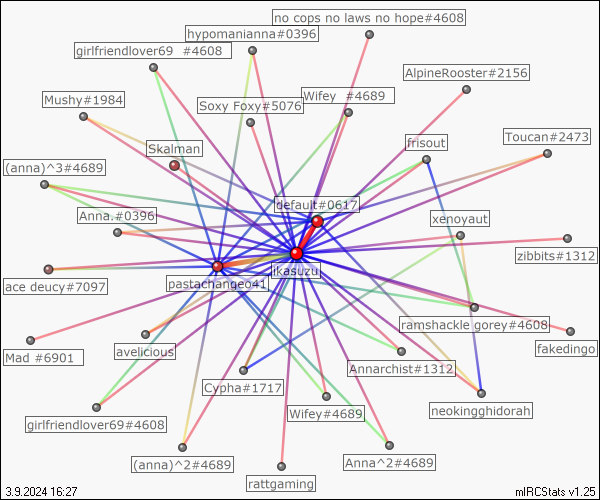 no cops no laws no hope#4608
hypomanianna#0396
girlfriendlover69 #4608
AlpineRooster#2156
Wifey #4689
Mushy#1984
Soxy Foxy#5076
Toucan#2473
frisout
Skalman
(anna)^3#4689
default#0617
Anna.#0396
xenoyaut
zibbits#1312
ikasuzu
pastachangeo41
ace deucy#7097
ramshackle gorey#4608
fakedingo
Mad #6901
avelicious
Annarchist#1312
Cypha#1717
neokingghidorah
Wifey#4689
girlfriendlover69#4608
(anna)^2#4689
Anna^2#4689
rattgaming
3.9.2024 16:27
mIRCStats v1.25